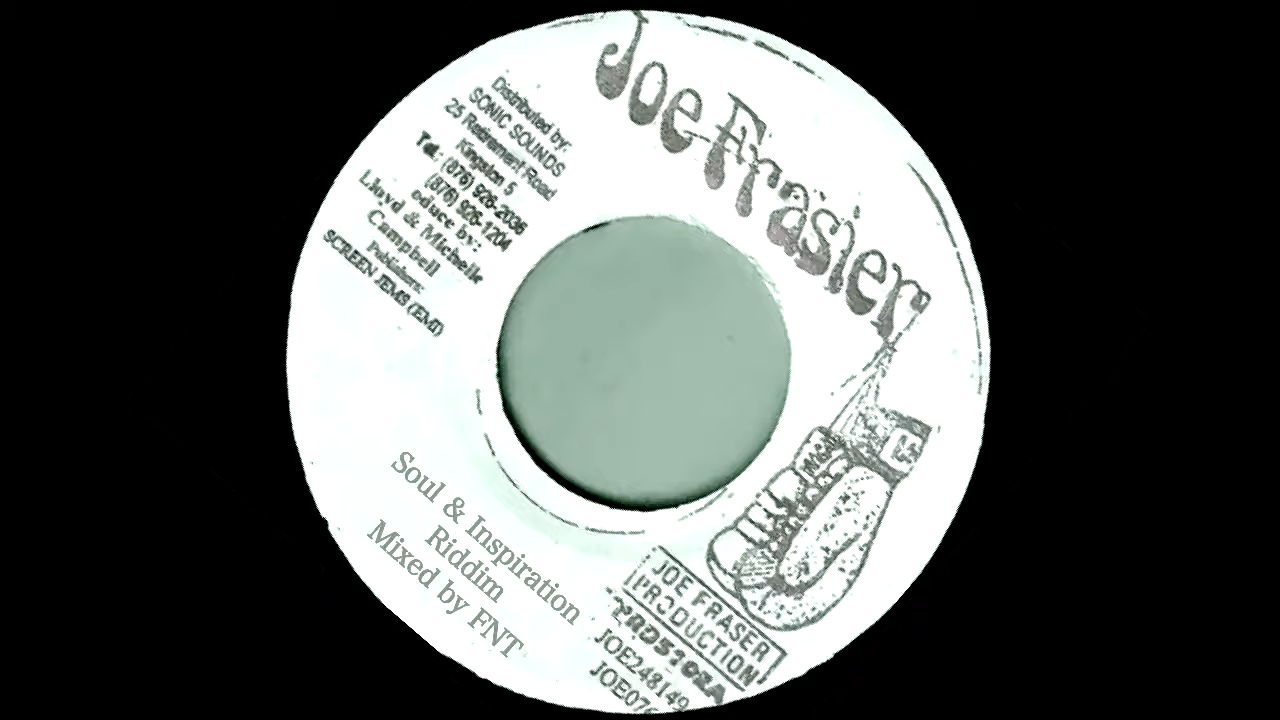 Joe Frasier
Distributed by:
SONIC SOUNDS
25 Retirement Road
Kingston 5
Tel.: (876) 926-2036
(876) 926-1204
oduce by:
Lloyd & Michelle
Campbell
Publishers:
SCREEN JEMS (EMI)
Soul & Inspiration
Riddim
Mixed by FNT
JOE FRASER
PRODUCTION
JOE248149